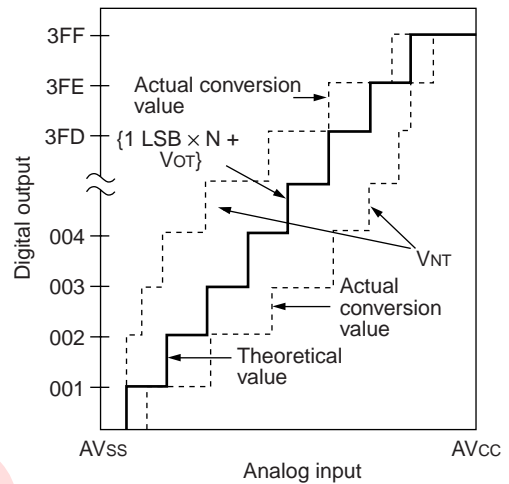 3FF
3FE
3FD
004
003
002
001
Digital output
Actual conversion
value
{1 LSB × N +
VOT}
VNT
Actual
conversion
value
Theoretical
value
AVSS
AVCC
Analog input